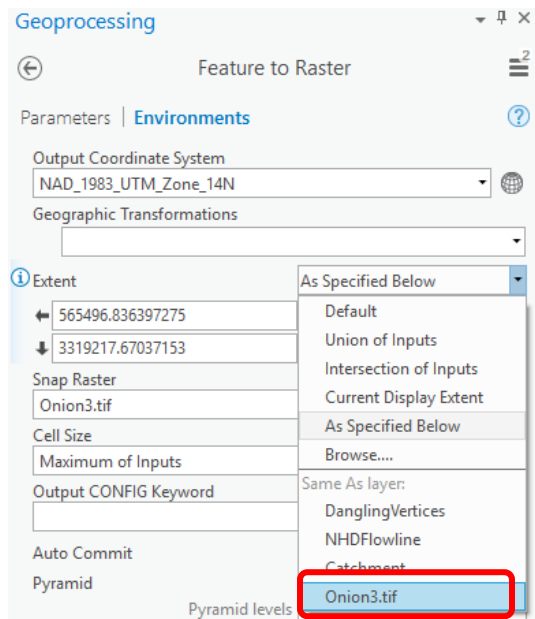 Geoprocessing
Feature to Raster
2
Parameters | Environments
?
Output Coordinate System
NAD_1983_UTM_Zone_14N
Geographic Transformations
Extent
As Specified Below
565496.836397275
3319217.67037153
Snap Raster
Onion3.tif
Cell Size
Maximum of Inputs
Output CONFIG Keyword
Auto Commit
Pyramid
Pyramid levels
Default
Union of Inputs
Intersection of Inputs
Current Display Extent
As Specified Below
Browse....
Same As layer:
DanglingVertices
NHDFlowline
Catchment
Onion3.tif